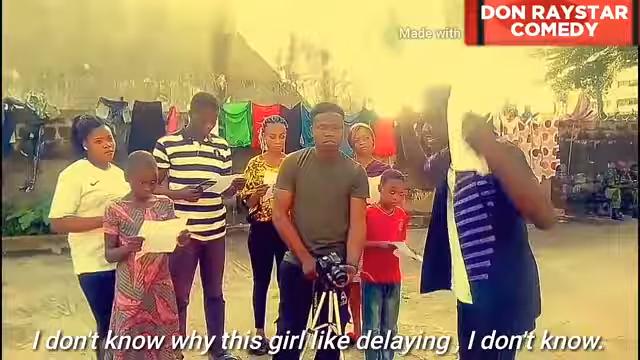 DON RAYSTAR
COMEDY
Made with
I don't know why this girl like delaying , I don't know.